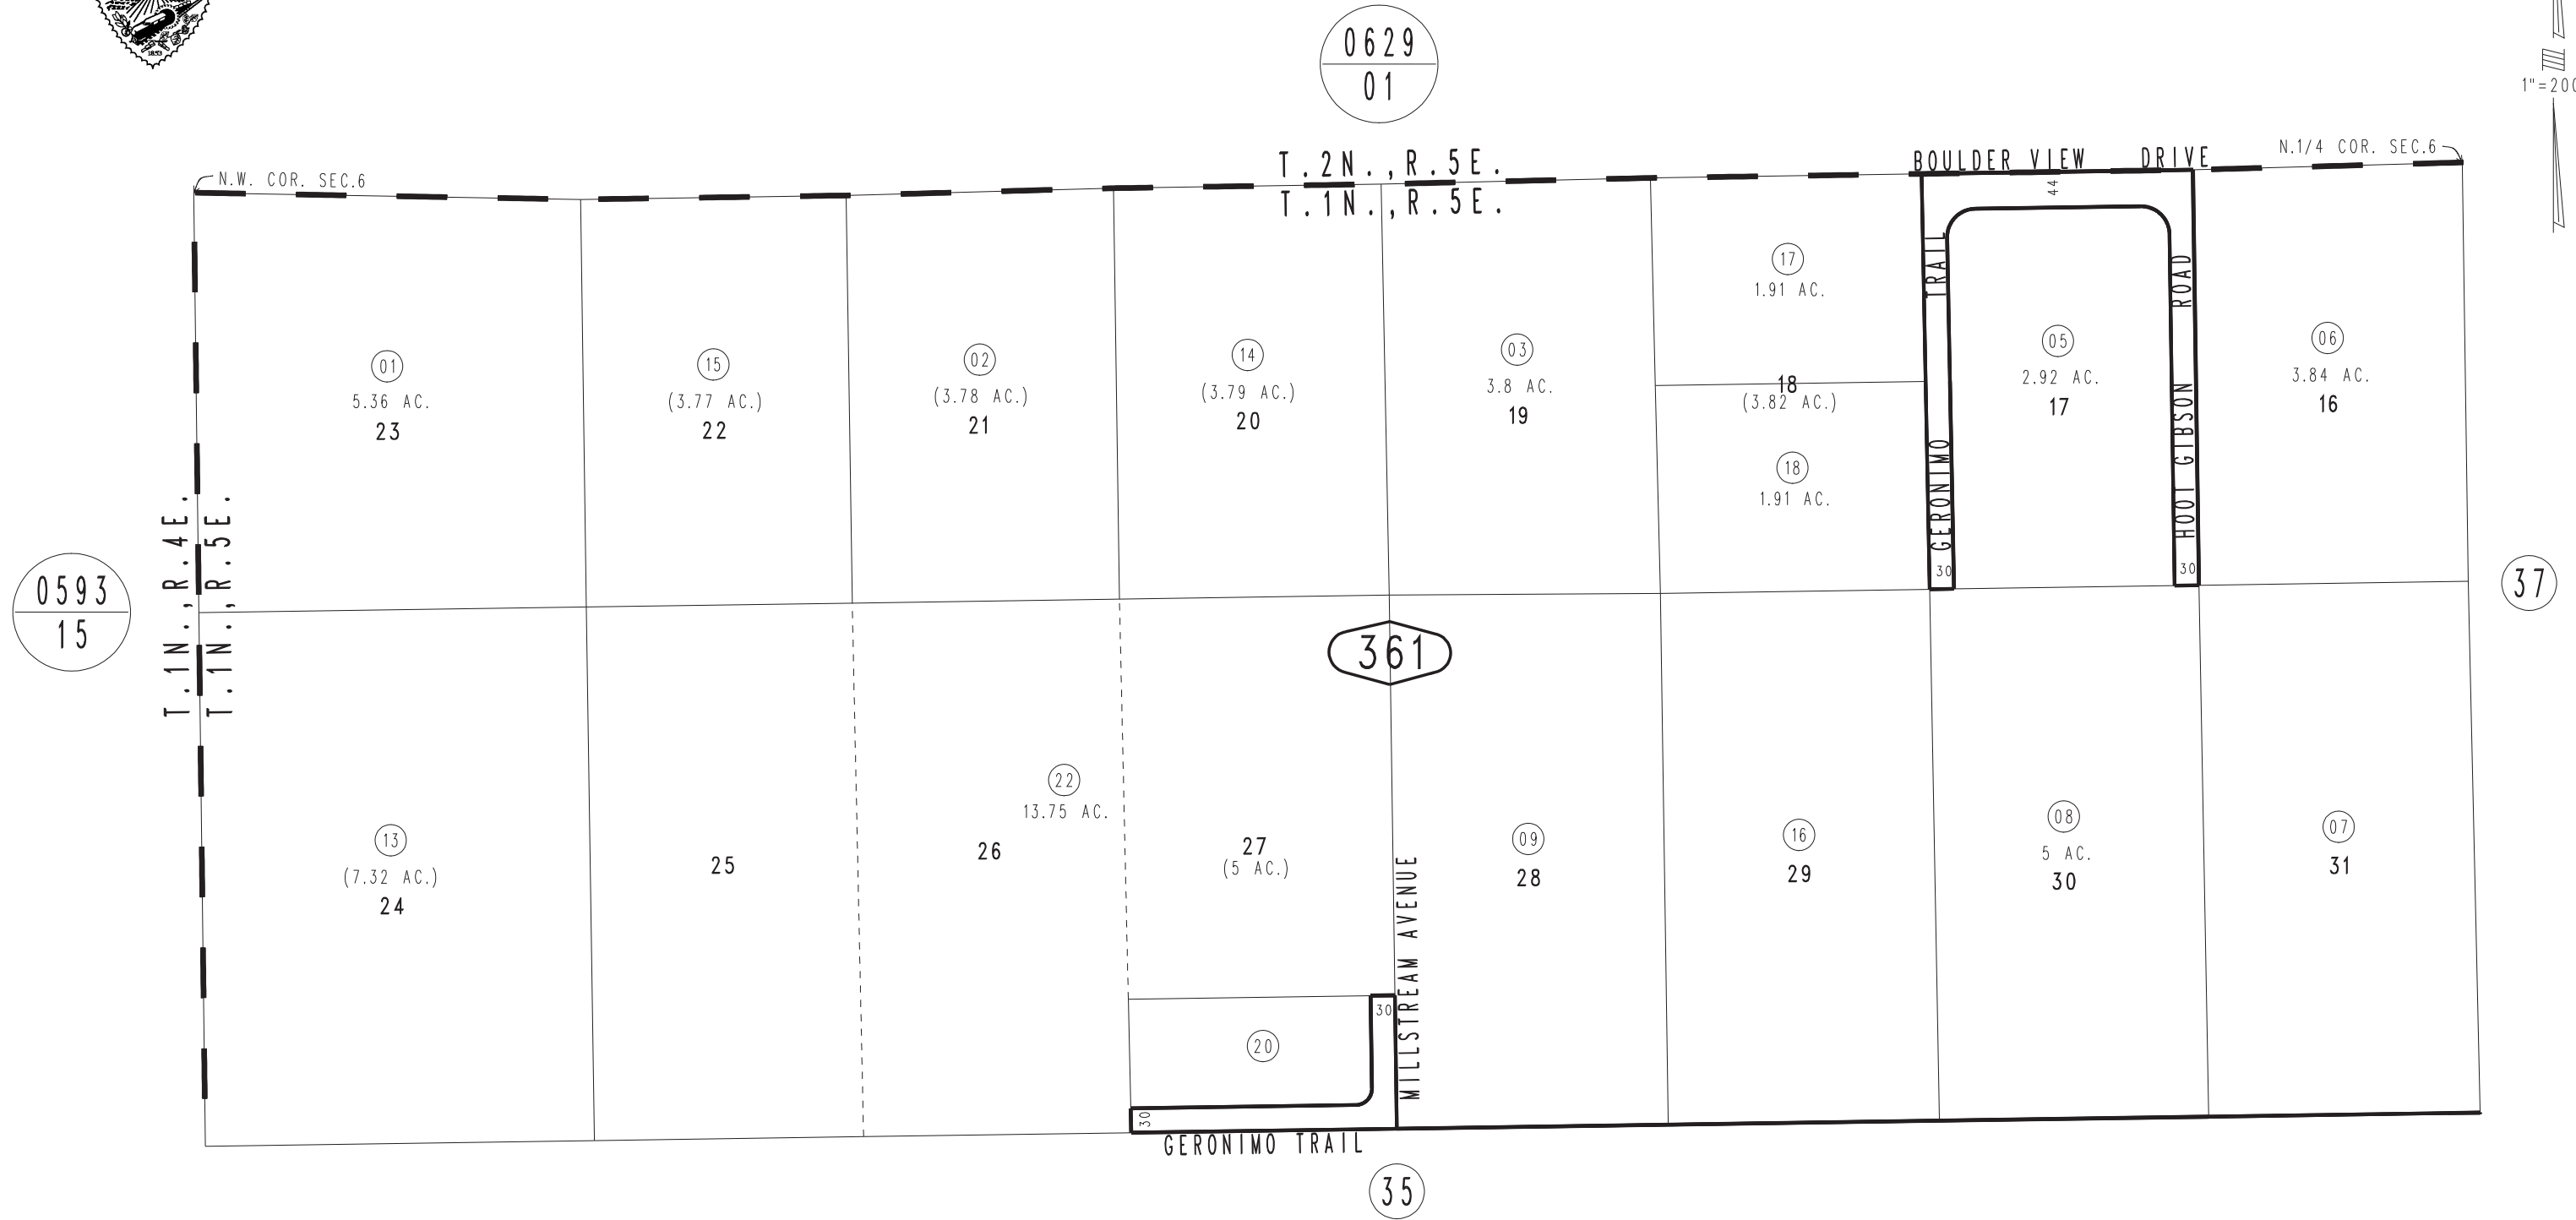 1853
0629
01
1"=200
T.2N.,R.5E.
T.1N.,R.5E.
N.W. COR. SEC.6
BOULDER VIEW DRIVE
N.1/4 COR. SEC.6
44
01
5.36 AC.
23
15
(3.77 AC.)
22
02
(3.78 AC.)
21
14
(3.79 AC.)
20
03
3.8 AC.
19
17
1.91 AC.
18
(3.82 AC.)
18
1.91 AC.
GERONIMO TRAIL
30
05
2.92 AC.
17
HOOT GIBSON ROAD
30
06
3.84 AC.
16
0593
15
T.1N.,R.4E.
T.1N.,R.5E.
37
361
13
(7.32 AC.)
24
25
26
22
13.75 AC.
27
(5 AC.)
MILLSTREAM AVENUE
09
28
16
29
08
5 AC.
30
07
31
30
20
30
GERONIMO TRAIL
35